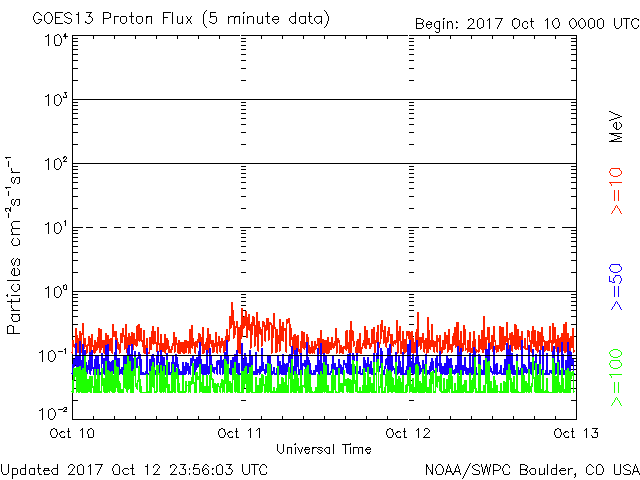 GOES13 Proton Flux (5 minute data)
Begin: 2017 Oct 10 0000 UTC
10⁴
10³
10²
10¹
10⁰
10⁻¹
10⁻²
Particles cm⁻²s⁻¹sr⁻¹
MeV
>=10
>=50
>=100
Oct 10
Oct 11
Oct 12
Oct 13
Universal Time
Updated 2017 Oct 12 23:56:03 UTC
NOAA/SWPC Boulder, CO USA